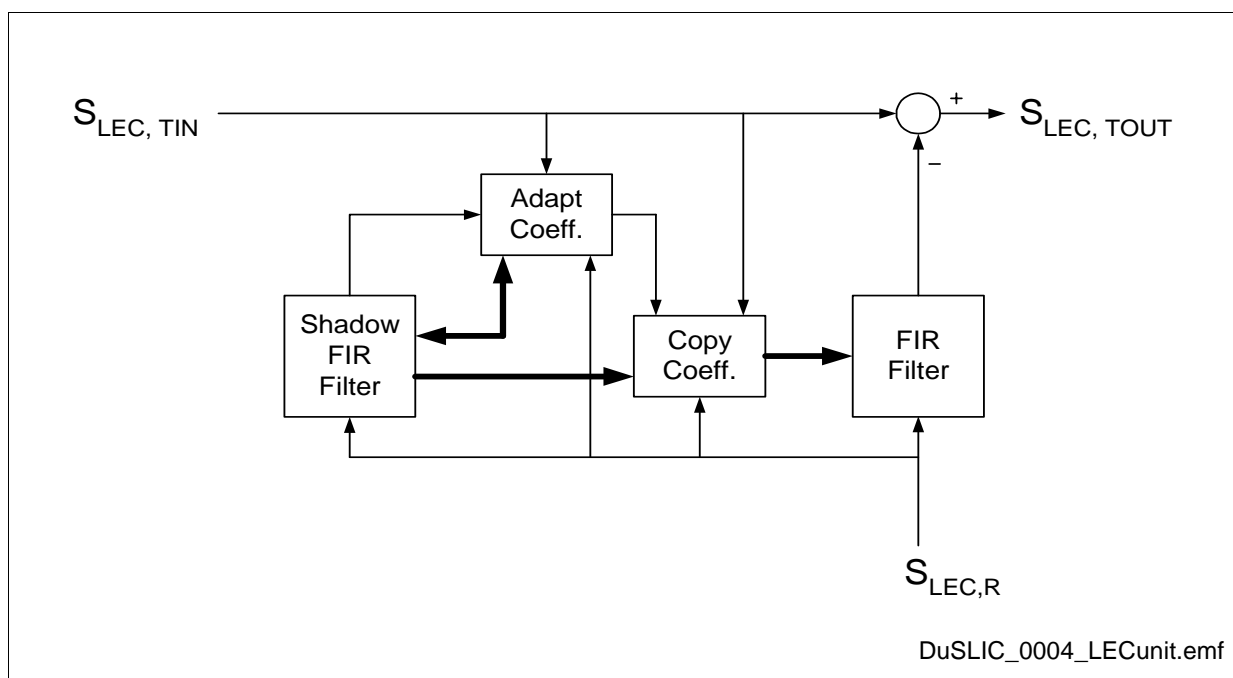 S LEC, TIN
+
S LEC, TOUT
−
Adapt
Coeff.
Shadow
FIR
Filter
Copy
Coeff.
FIR
Filter
S LEC,R
DuSLIC_0004_LECunit.emf